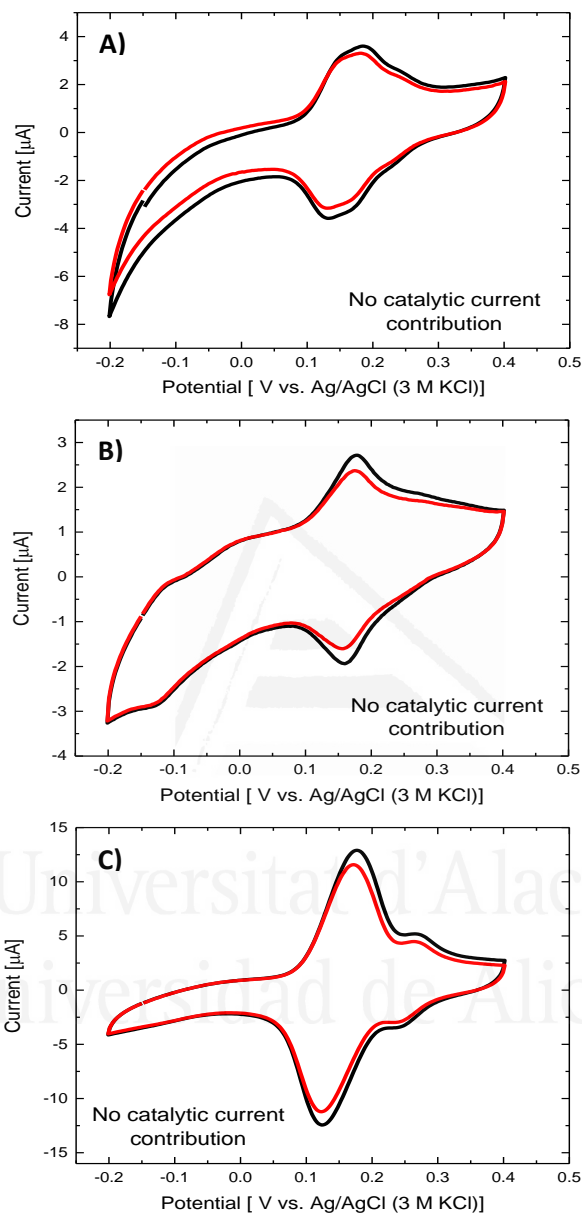 A)
4
2
0
-2
-4
-6
-8
Current [µA]
No catalytic current
contribution
-0.2 -0.1 0.0 0.1 0.2 0.3 0.4 0.5
Potential [ V vs. Ag/AgCl (3 M KCl)]
B)
3
2
1
0
-1
-2
-3
-4
Current [µA]
No catalytic current
contribution
-0.2 -0.1 0.0 0.1 0.2 0.3 0.4 0.5
Potential [ V vs. Ag/AgCl (3 M KCl)]
C)
15
10
5
0
-5
-10
-15
Current [µA]
Universitat d'Alac
niversidad de Alis
No catalytic current
contribution
-0.2 -0.1 0.0 0.1 0.2 0.3 0.4 0.5
Potential [ V vs. Ag/AgCl (3 M KCl)]